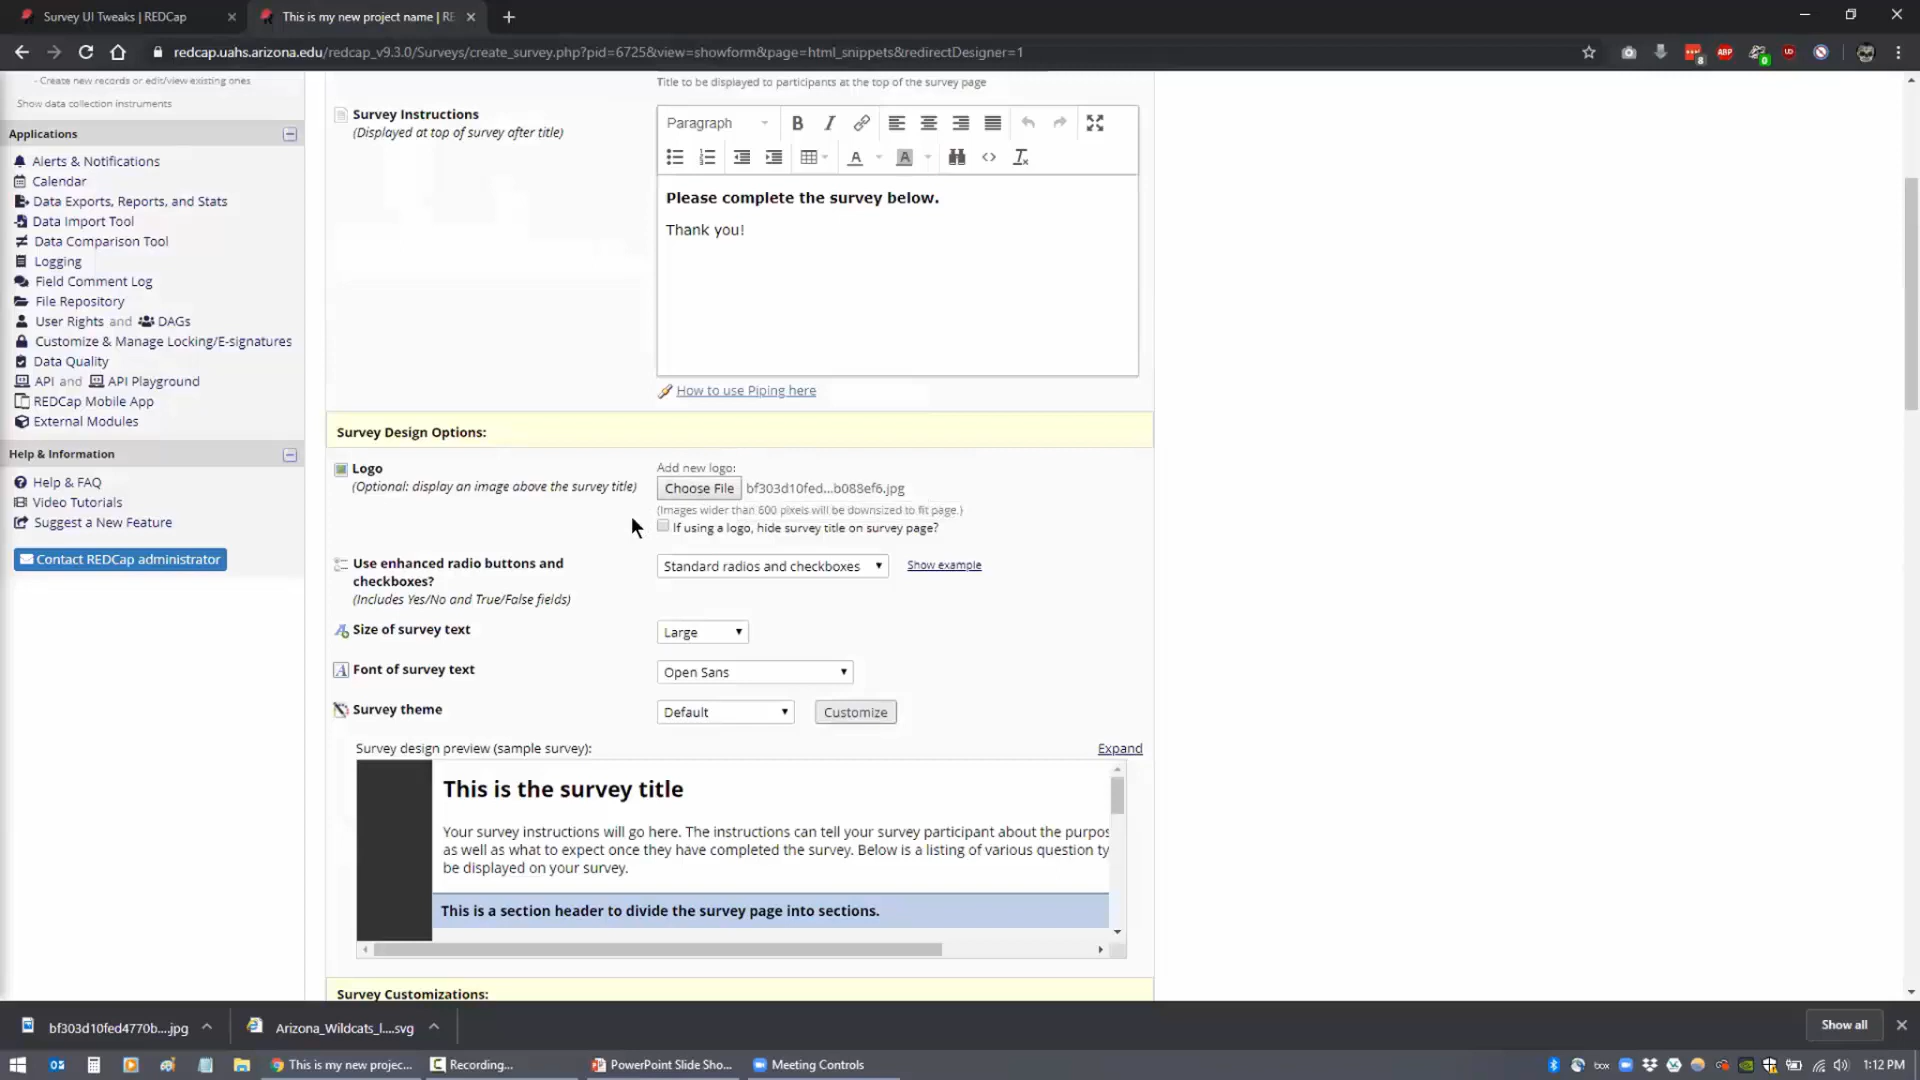 Survey UI Tweaks | REDCap
This is my new project name | RE
redcap.uahs.arizona.edu/redcap_v9.3.0/Surveys/create_survey.php?pid=6725&view=showform&page=html_snippets&redirectDesigner=1
- Create new records or edit/view existing ones
Show data collection instruments
Applications
Alerts & Notifications
Calendar
Data Exports, Reports, and Stats
Data Import Tool
Data Comparison Tool
Logging
Field Comment Log
File Repository
User Rights and DAGs
Customize & Manage Locking/E-signatures
Data Quality
API and API Playground
REDCap Mobile App
External Modules
Help & Information
Help & FAQ
Video Tutorials
Suggest a New Feature
Contact REDCap administrator
Title to be displayed to participants at the top of the survey page
Survey Instructions
(Displayed at top of survey after title)
Paragraph
Please complete the survey below.
Thank you!
How to use Piping here
Survey Design Options:
Logo
(Optional: display an image above the survey title)
Add new logo:
Choose File bf303d10fed...b088ef6.jpg
(Images wider than 600 pixels will be downsized to fit page.)
If using a logo, hide survey title on survey page?
Use enhanced radio buttons and
checkboxes?
(Includes Yes/No and True/False fields)
Standard radios and checkboxes
Show example
Size of survey text
Large
Font of survey text
Open Sans
Survey theme
Default
Customize
Survey design preview (sample survey):
Expand
This is the survey title
Your survey instructions will go here. The instructions can tell your survey participant about the purpos
as well as what to expect once they have completed the survey. Below is a listing of various question ty
be displayed on your survey.
This is a section header to divide the survey page into sections.
Survey Customizations:
bf303d10fed4770b....jpg
Arizona_Wildcats_l....svg
Show all
This is my new projec...
Recording...
PowerPoint Slide Sho...
Meeting Controls
box
1:12 PM